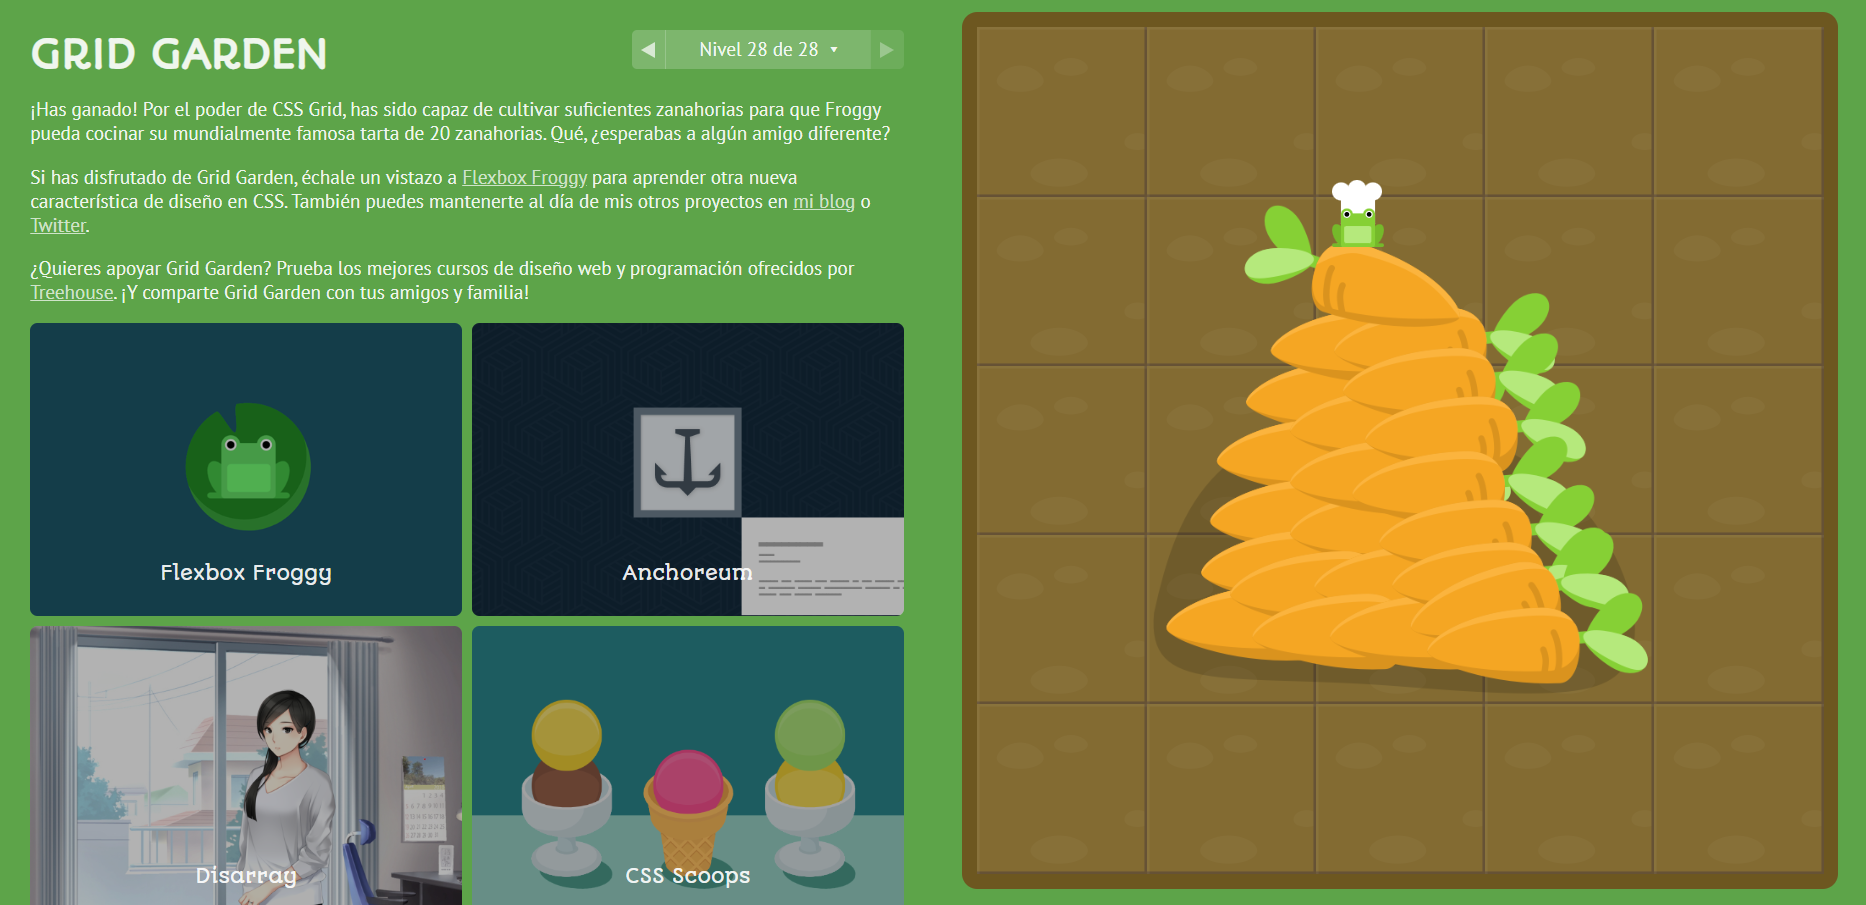 GRID GARDEN
Nivel 28 de 28
¡Has ganado! Por el poder de CSS Grid, has sido capaz de cultivar suficientes zanahorias para que Froggy
pueda cocinar su mundialmente famosa tarta de 20 zanahorias. Qué, ¿esperabas a algún amigo diferente?
Si has disfrutado de Grid Garden, échale un vistazo a Flexbox Froggy para aprender otra nueva
característica de diseño en CSS. También puedes mantenerte al día de mis otros proyectos en mi blog o
Twitter.
¿Quieres apoyar Grid Garden? Prueba los mejores cursos de diseño web y programación ofrecidos por
Treehouse. ¡Y comparte Grid Garden con tus amigos y familia!
Flexbox Froggy
Anchoreum
Disarray
CSS Scoops